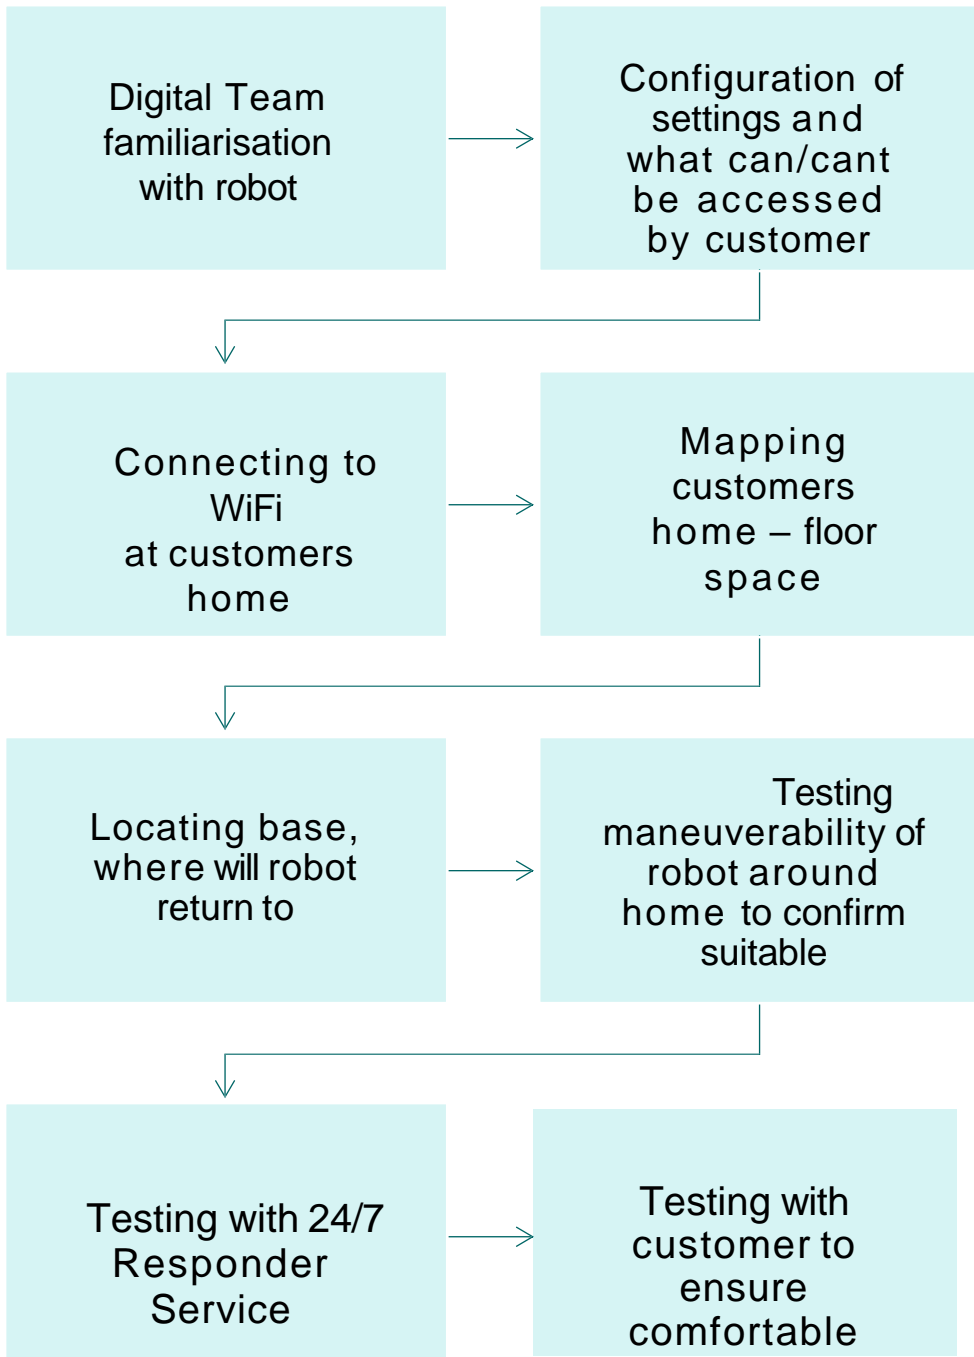 Digital Team
familiarisation
with robot
Configuration of
settings and
what can/cant
be accessed
by customer
Connecting to
WiFi
at customers
home
Mapping
customers
home – floor
space
Locating base,
where will robot
return to
Testing
maneuverability of
robot around
home to confirm
suitable
Testing with 24/7
Responder
Service
Testing with
customer to
ensure
comfortable